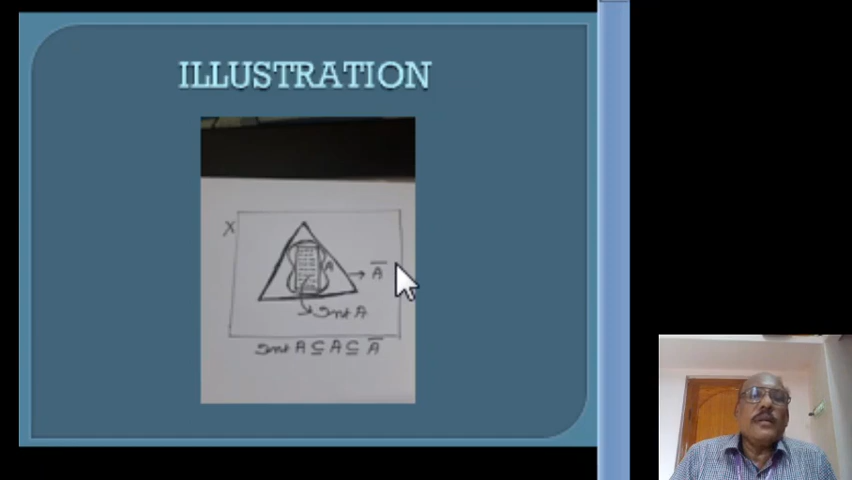 ILLUSTRATION
X
A
→ A̅
Int A
Int A ⊆ A ⊆ A̅